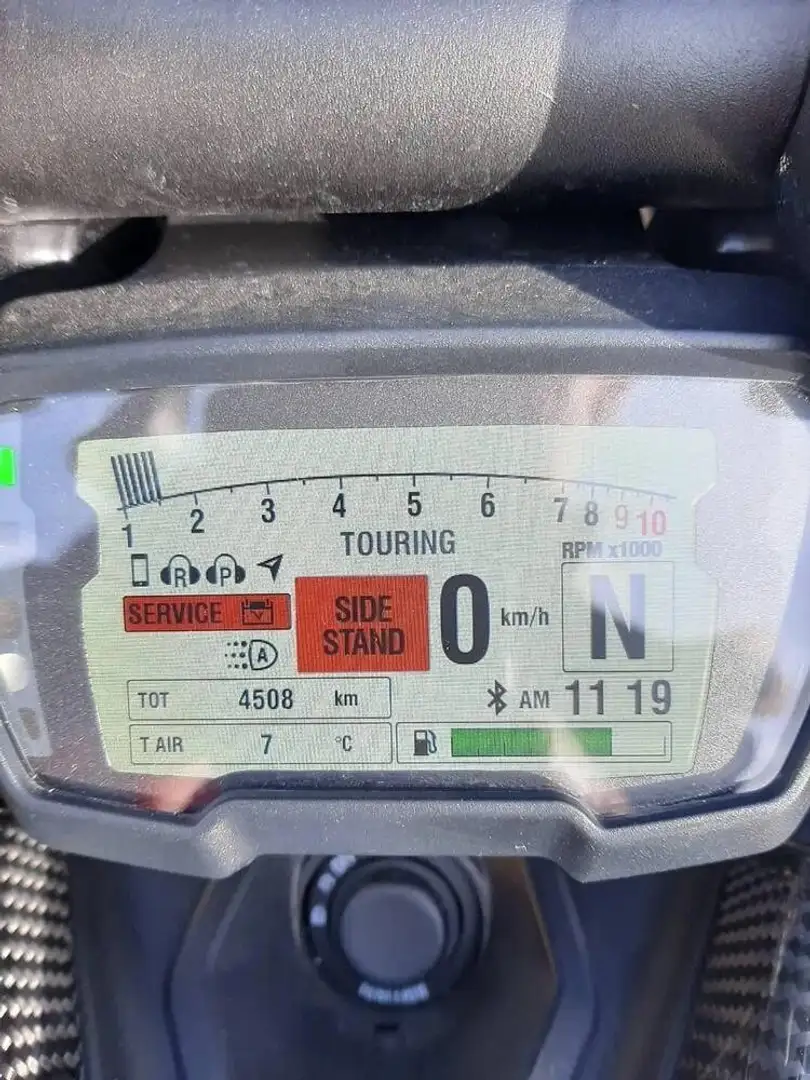 1 2 3 4 5 6 7 8 9 10
TOURING
RPM x1000
R P
SERVICE
SIDE
STAND
0 km/h
N
A
TOT 4508 km
AM 11 19
T AIR 7 °C